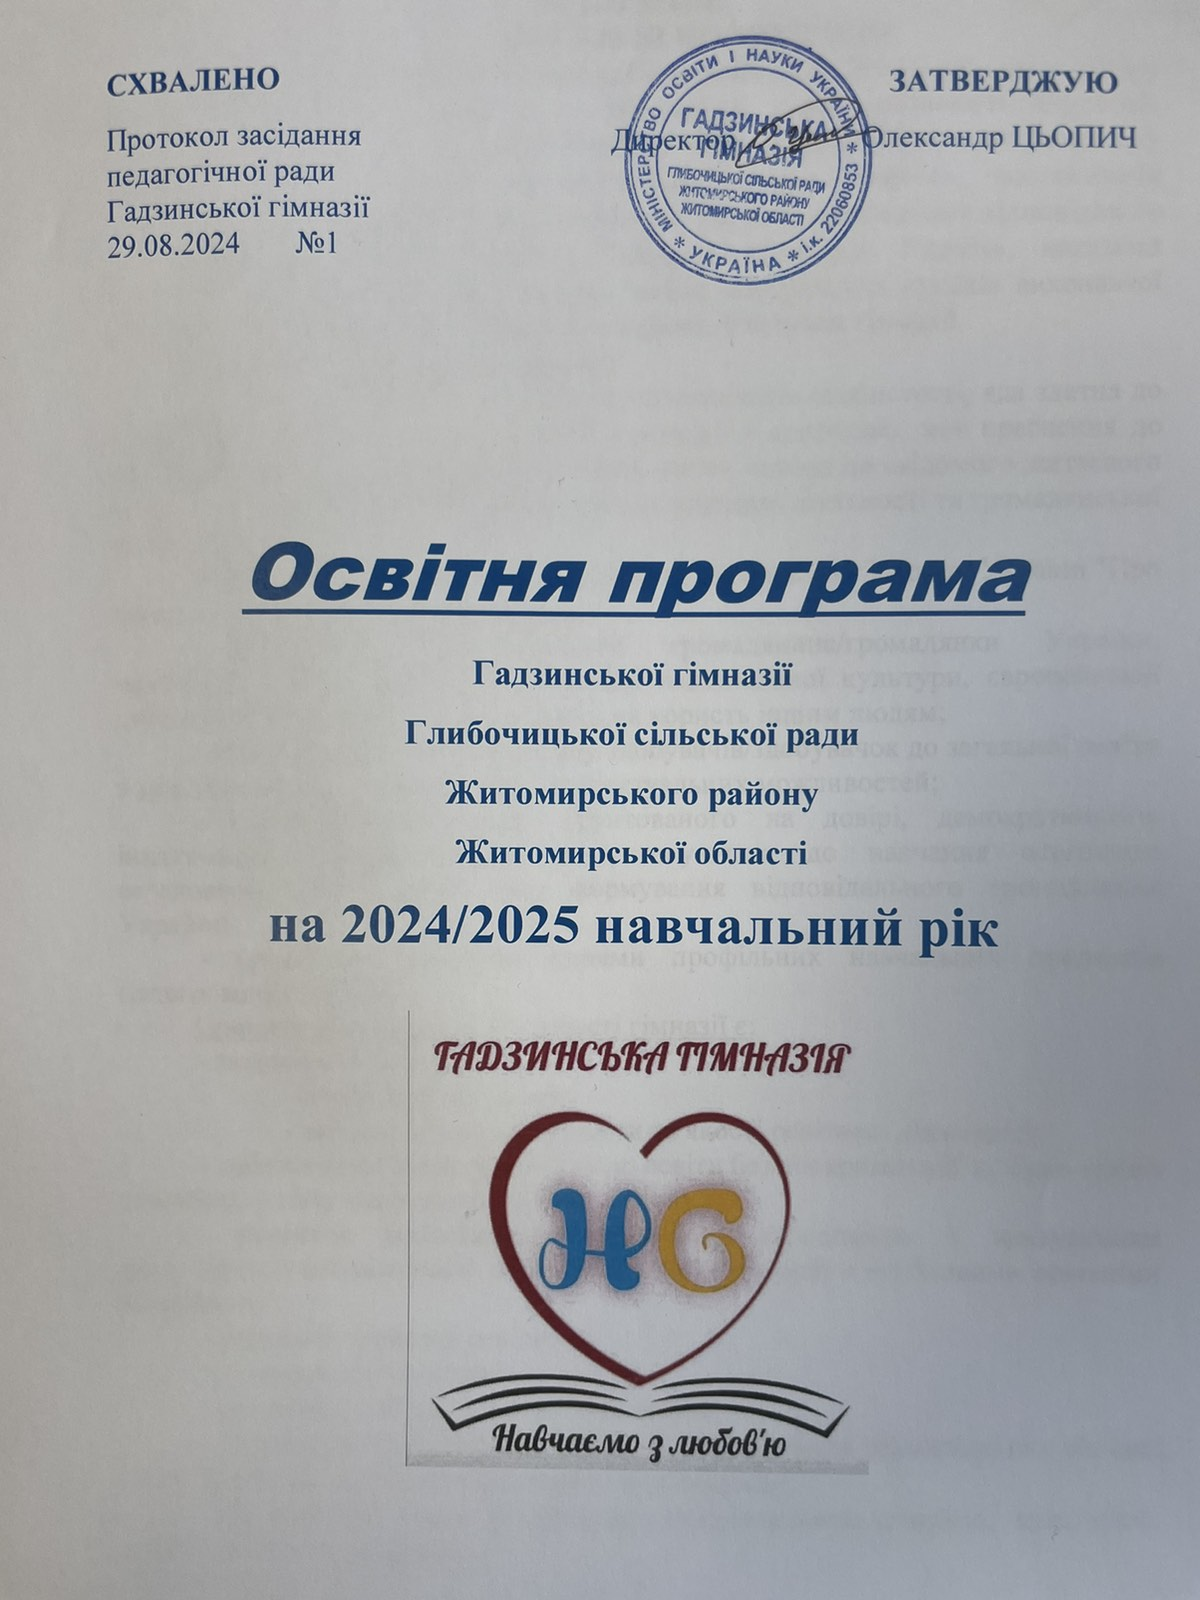 СХВАЛЕНО
Протокол засідання
педагогічної ради
Гадзинської гімназії
29.08.2024 №1
ЗАТВЕРДЖУЮ
Директор Олександр ЦЬОПИЧ
МІНІСТЕРСТВО ОСВІТИ І НАУКИ УКРАЇНИ * і.к. 22060853 * УКРАЇНА *
ГАДЗИНСЬКА
ГІМНАЗІЯ
ГЛИБОЧИЦЬКОЇ СІЛЬСЬКОЇ РАДИ
ЖИТОМИРСЬКОГО РАЙОНУ
ЖИТОМИРСЬКОЇ ОБЛАСТІ
Освітня програма
Гадзинської гімназії
Глибочицької сільської ради
Житомирського району
Житомирської області
на 2024/2025 навчальний рік
ГАДЗИНСЬКА ГІМНАЗІЯ
НG
Навчаємо з любов'ю